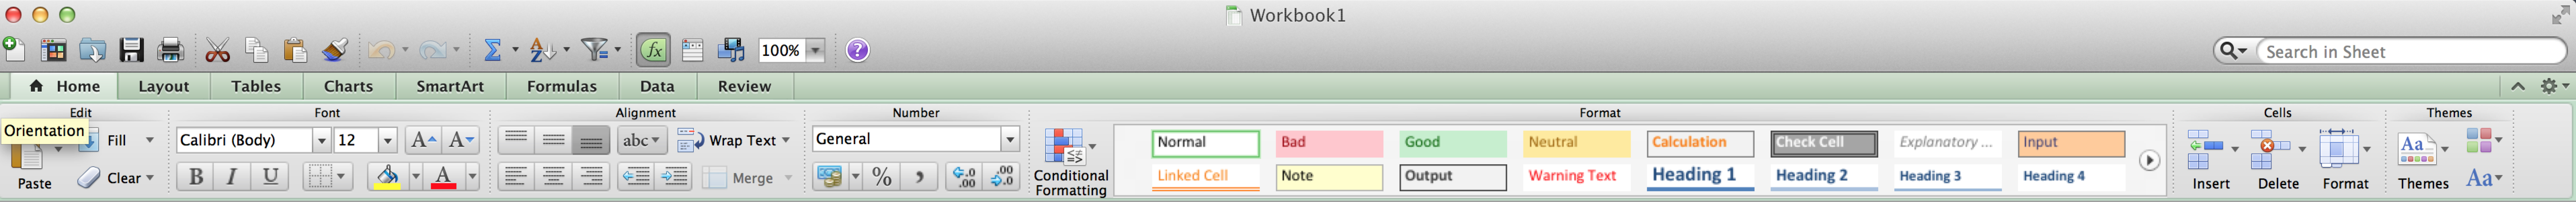 Workbook1
100%
Search in Sheet
Home Layout Tables Charts SmartArt Formulas Data Review
Edit Font Alignment Number Format Cells Themes
Orientation
Fill Calibri (Body) 12 A A abc Wrap Text General Normal Bad Good Neutral Calculation Check Cell Explanatory ... Input Aa
Paste Clear B I U A Merge % Conditional Formatting Linked Cell Note Output Warning Text Heading 1 Heading 2 Heading 3 Heading 4 Insert Delete Format Themes Aa